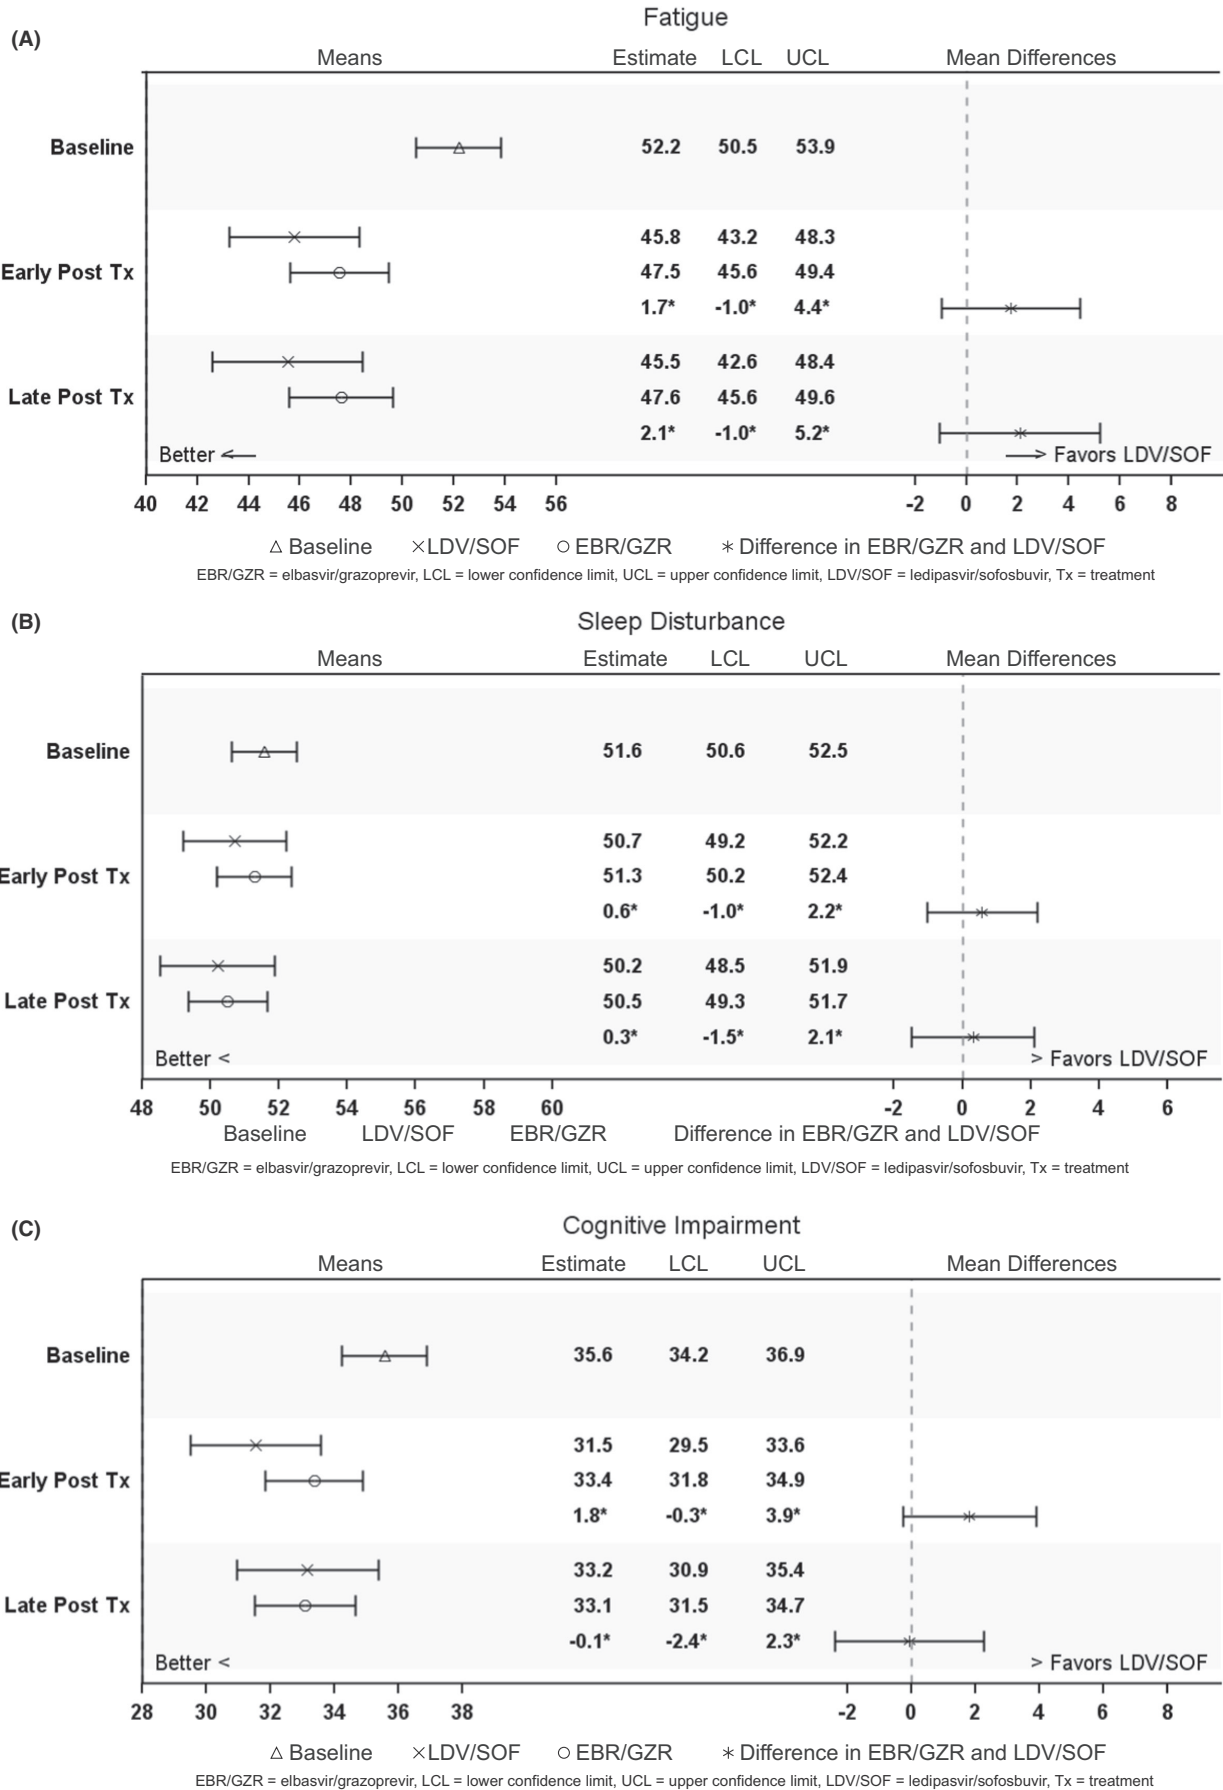 (A)
Fatigue
Means Estimate LCL UCL Mean Differences
Baseline 52.2 50.5 53.9
45.8 43.2 48.3
Early Post Tx 47.5 45.6 49.4
1.7* -1.0* 4.4*
45.5 42.6 48.4
Late Post Tx 47.6 45.6 49.6
2.1* -1.0* 5.2*
Better <— —> Favors LDV/SOF
40 42 44 46 48 50 52 54 56 -2 0 2 4 6 8
△ Baseline ×LDV/SOF ○ EBR/GZR * Difference in EBR/GZR and LDV/SOF
EBR/GZR = elbasvir/grazoprevir, LCL = lower confidence limit, UCL = upper confidence limit, LDV/SOF = ledipasvir/sofosbuvir, Tx = treatment
(B)
Sleep Disturbance
Means Estimate LCL UCL Mean Differences
Baseline 51.6 50.6 52.5
50.7 49.2 52.2
Early Post Tx 51.3 50.2 52.4
0.6* -1.0* 2.2*
50.2 48.5 51.9
Late Post Tx 50.5 49.3 51.7
0.3* -1.5* 2.1*
Better < > Favors LDV/SOF
48 50 52 54 56 58 60 -2 0 2 4 6
Baseline LDV/SOF EBR/GZR Difference in EBR/GZR and LDV/SOF
EBR/GZR = elbasvir/grazoprevir, LCL = lower confidence limit, UCL = upper confidence limit, LDV/SOF = ledipasvir/sofosbuvir, Tx = treatment
(C)
Cognitive Impairment
Means Estimate LCL UCL Mean Differences
Baseline 35.6 34.2 36.9
31.5 29.5 33.6
Early Post Tx 33.4 31.8 34.9
1.8* -0.3* 3.9*
33.2 30.9 35.4
Late Post Tx 33.1 31.5 34.7
-0.1* -2.4* 2.3*
Better < > Favors LDV/SOF
28 30 32 34 36 38 -2 0 2 4 6 8
△ Baseline ×LDV/SOF ○ EBR/GZR * Difference in EBR/GZR and LDV/SOF
EBR/GZR = elbasvir/grazoprevir, LCL = lower confidence limit, UCL = upper confidence limit, LDV/SOF = ledipasvir/sofosbuvir, Tx = treatment